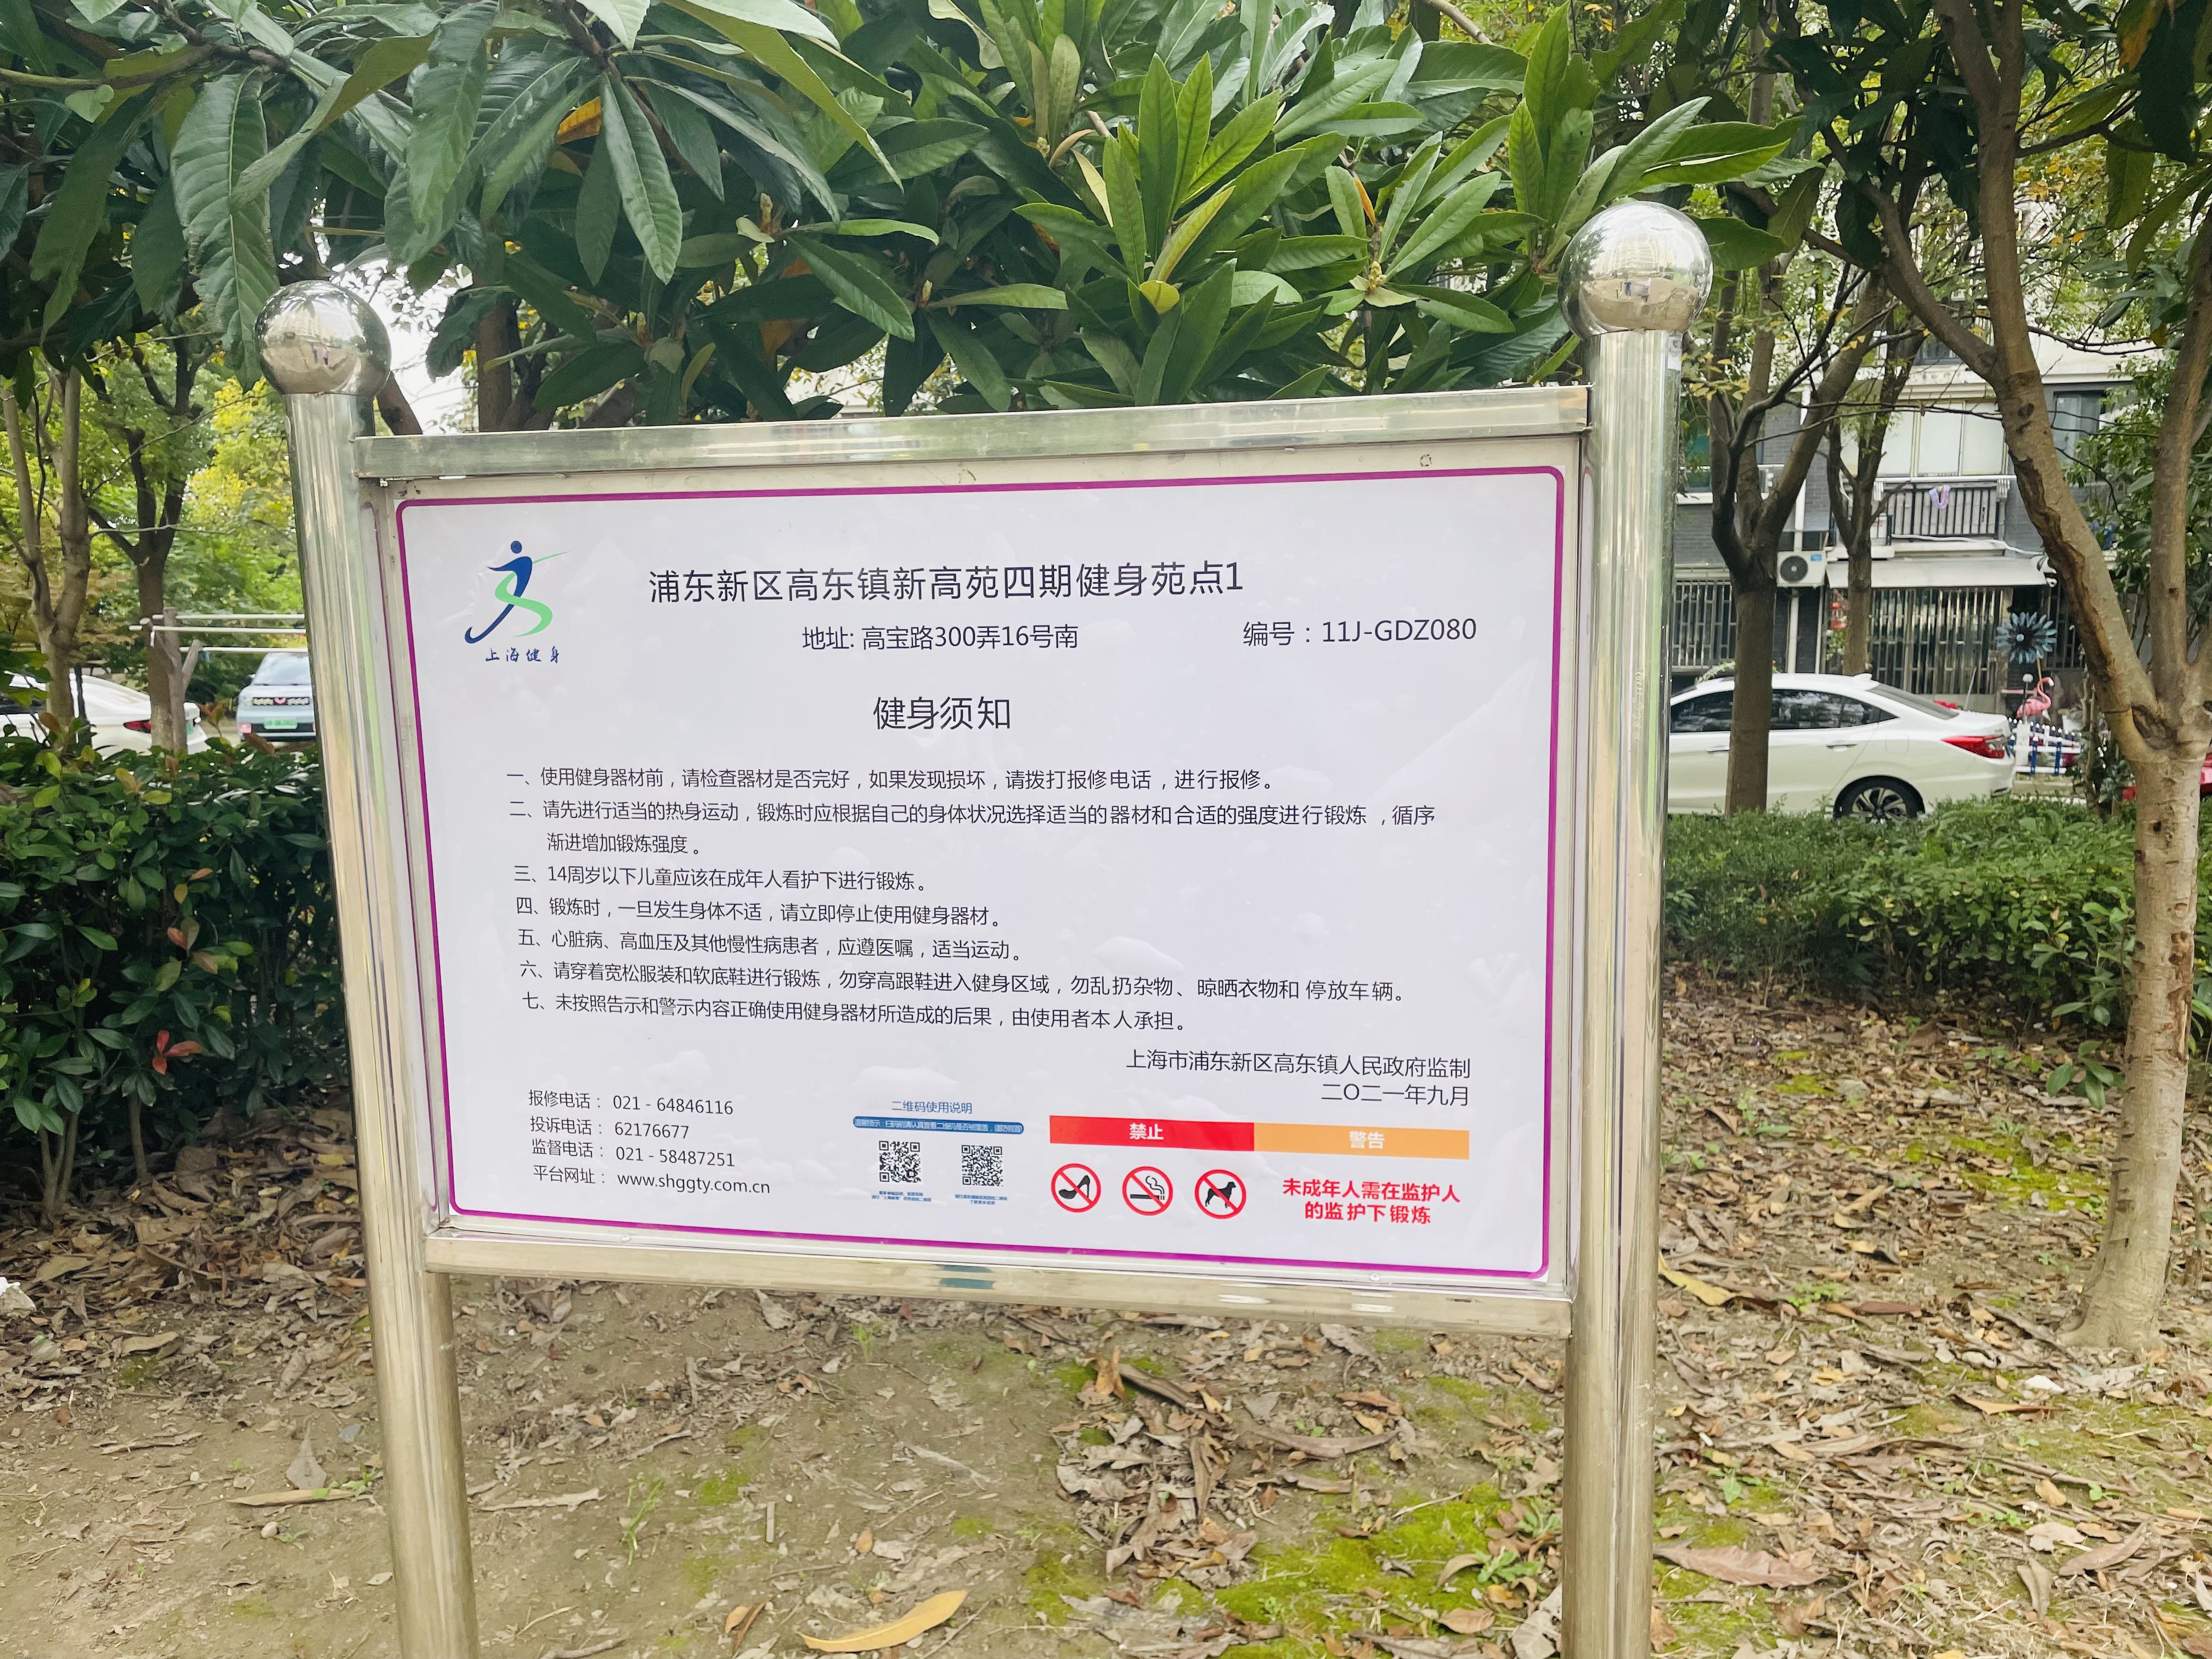 上海健身
浦东新区高东镇新高苑四期健身苑点1
地址: 高宝路300弄16号南
编号：11J-GDZ080
健身须知
一、使用健身器材前，请检查器材是否完好，如果发现损坏，请拨打报修电话，进行报修。
二、请先进行适当的热身运动，锻炼时应根据自己的身体状况选择适当的器材和合适的强度进行锻炼 ，循序
渐进增加锻炼强度。
三、14周岁以下儿童应该在成年人看护下进行锻炼。
四、锻炼时，一旦发生身体不适，请立即停止使用健身器材。
五、心脏病、高血压及其他慢性病患者，应遵医嘱，适当运动。
六、请穿着宽松服装和软底鞋进行锻炼，勿穿高跟鞋进入健身区域，勿乱扔杂物、晾晒衣物和 停放车辆。
七、未按照告示和警示内容正确使用健身器材所造成的后果，由使用者本人承担。
上海市浦东新区高东镇人民政府监制
二〇二一年九月
报修电话： 021 - 64846116
投诉电话： 62176677
监督电话： 021 - 58487251
平台网址： www.shggty.com.cn
二维码使用说明
禁止
警告
未成年人需在监护人
的监护下锻炼